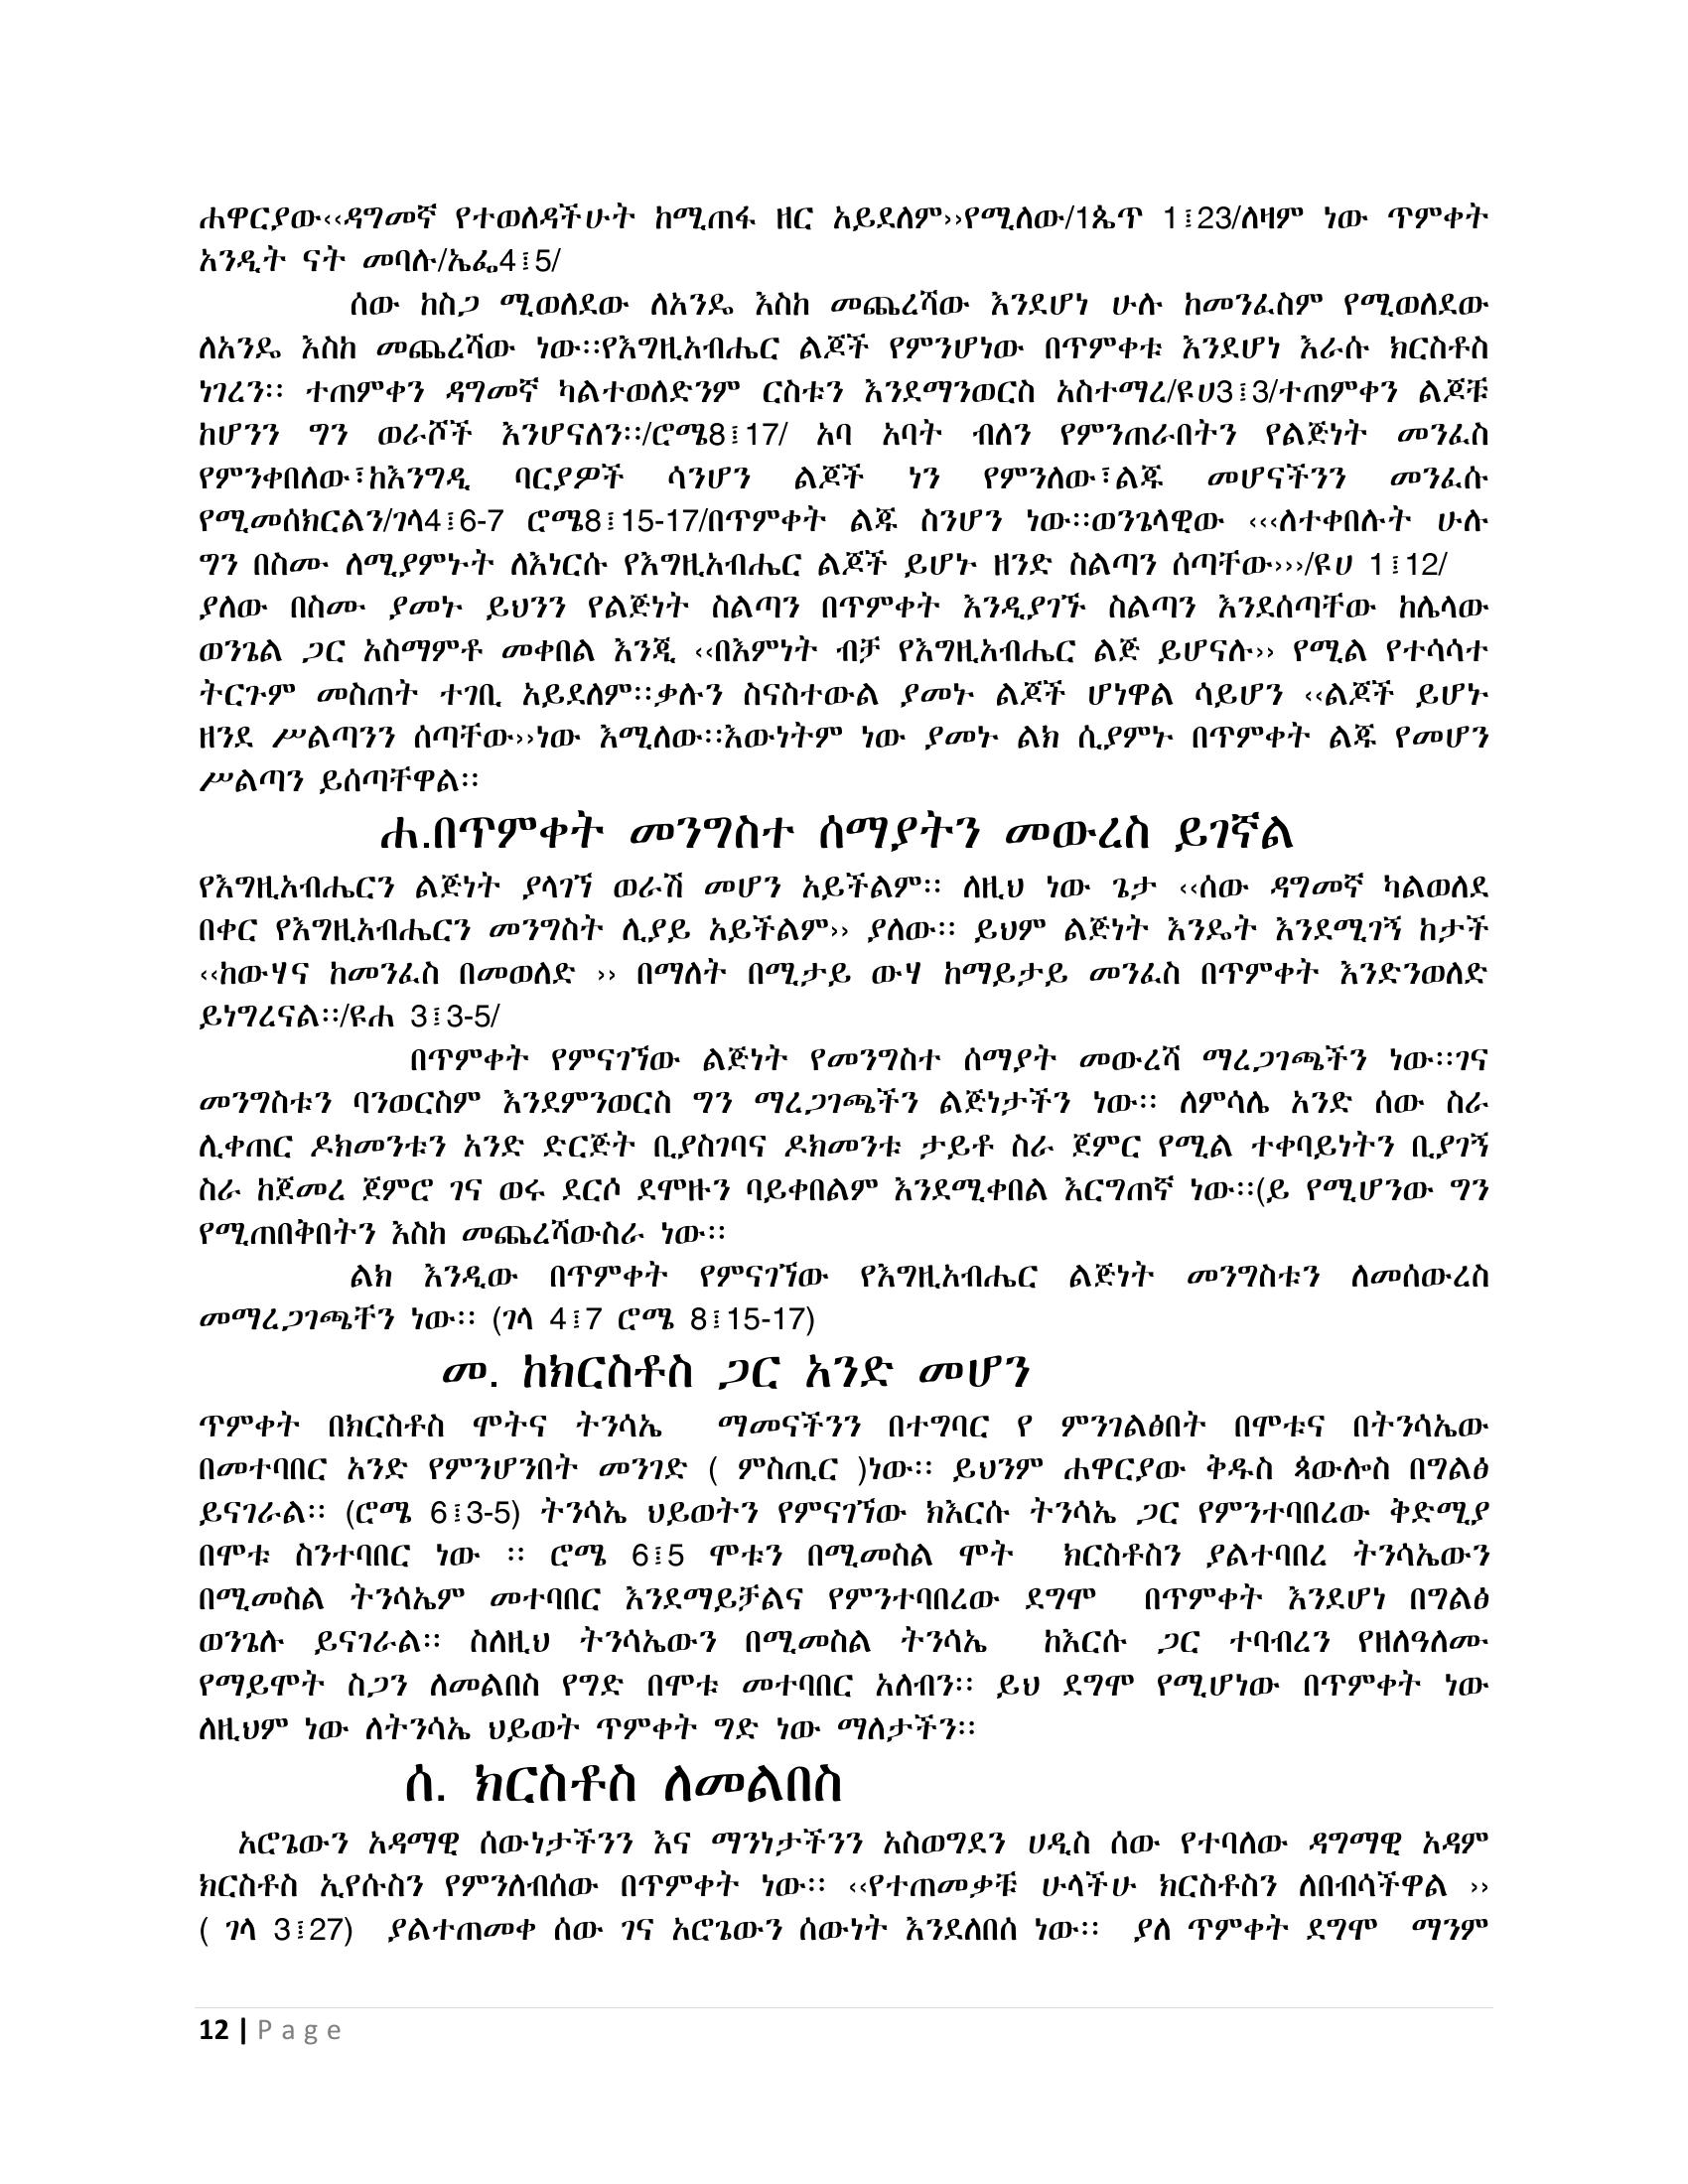 ሐዋርያው‹‹ዳግመኛ የተወለዳችሁት ከሚጠፋ ዘር አይደለም››የሚለው/1ጴጥ 1፤23/ለዛም ነው ጥምቀት
አንዲት ናት መባሉ/ኤፌ4፤5/
ሰው ከስጋ ሚወለደው ለአንዴ እስከ መጨረሻው እንደሆነ ሁሉ ከመንፈስም የሚወለደው
ለአንዴ እስከ መጨረሻው ነው፡፡የእግዚአብሔር ልጆች የምንሆነው በጥምቀቱ እንደሆነ እራሱ ክርስቶስ
ነገረን፡፡ ተጠምቀን ዳግመኛ ካልተወለድንም ርስቱን እንደማንወርስ አስተማረ/ዩሀ3፤3/ተጠምቀን ልጆቹ
ከሆንን ግን ወራሾች እንሆናለን፡፡/ሮሜ8፤17/ አባ አባት ብለን የምንጠራበትን የልጅነት መንፈስ
የምንቀበለው፣ከእንግዲ ባርያዎች ሳንሆን ልጆች ነን የምንለው፣ልጁ መሆናችንን መንፈሱ
የሚመሰክርልን/ገላ4፤6-7 ሮሜ8፤15-17/በጥምቀት ልጁ ስንሆን ነው፡፡ወንጌላዊው ‹‹‹ለተቀበሉት ሁሉ
ግን በስሙ ለሚያምኑት ለእነርሱ የእግዚአብሔር ልጆች ይሆኑ ዘንድ ስልጣን ሰጣቸው›››/ዩሀ 1፤12/
ያለው በስሙ ያመኑ ይህንን የልጅነት ስልጣን በጥምቀት እንዲያገኙ ስልጣን እንደሰጣቸው ከሌላው
ወንጌል ጋር አስማምቶ መቀበል እንጂ ‹‹በእምነት ብቻ የእግዚአብሔር ልጅ ይሆናሉ›› የሚል የተሳሳተ
ትርጉም መስጠት ተገቢ አይደለም፡፡ቃሉን ስናስተውል ያመኑ ልጆች ሆነዋል ሳይሆን ‹‹ልጆች ይሆኑ
ዘንደ ሥልጣንን ሰጣቸው››ነው እሚለው፡፡እውነትም ነው ያመኑ ልክ ሲያምኑ በጥምቀት ልጁ የመሆን
ሥልጣን ይሰጣቸዋል፡፡
ሐ.በጥምቀት መንግስተ ሰማያትን መውረስ ይገኛል
የእግዚአብሔርን ልጅነት ያላገኘ ወራሽ መሆን አይችልም፡፡ ለዚህ ነው ጌታ ‹‹ሰው ዳግመኛ ካልወለደ
በቀር የእግዚአብሔርን መንግስት ሊያይ አይችልም›› ያለው፡፡ ይህም ልጅነት እንዴት እንደሚገኝ ከታች
‹‹ከውሃና ከመንፈስ በመወለድ ›› በማለት በሚታይ ውሃ ከማይታይ መንፈስ በጥምቀት እንድንወለድ
ይነግረናል፡፡/ዩሐ 3፤3-5/
በጥምቀት የምናገኘው ልጅነት የመንግስተ ሰማያት መውረሻ ማረጋገጫችን ነው፡፡ገና
መንግስቱን ባንወርስም እንደምንወርስ ግን ማረጋገጫችን ልጅነታችን ነው፡፡ ለምሳሌ አንድ ሰው ስራ
ሊቀጠር ዶክመንቱን አንድ ድርጅት ቢያስገባና ዶክመንቱ ታይቶ ስራ ጀምር የሚል ተቀባይነትን ቢያገኝ
ስራ ከጀመረ ጀምሮ ገና ወሩ ደርሶ ደሞዙን ባይቀበልም እንደሚቀበል እርግጠኛ ነው፡፡(ይ የሚሆንው ግን
የሚጠበቅበትን እስከ መጨረሻውስራ ነው፡፡
ልክ እንዲው በጥምቀት የምናገኘው የእግዚአብሔር ልጅነት መንግስቱን ለመሰውረስ
መማረጋገጫቸን ነው፡፡ (ገላ 4፤7 ሮሜ 8፤15-17)
መ. ከክርስቶስ ጋር አንድ መሆን
ጥምቀት በክርስቶስ ሞትና ትንሳኤ ማመናችንን በተግባር የ ምንገልፅበት በሞቱና በትንሳኤው
በመተባበር አንድ የምንሆንበት መንገድ ( ምስጢር )ነው፡፡ ይህንም ሐዋርያው ቅዱስ ጳውሎስ በግልፅ
ይናገራል፡፡ (ሮሜ 6፤3-5) ትንሳኤ ህይወትን የምናገኘው ክእርሱ ትንሳኤ ጋር የምንተባበረው ቅድሚያ
በሞቱ ስንተባበር ነው ፡፡ ሮሜ 6፤5 ሞቱን በሚመስል ሞት ክርስቶስን ያልተባበረ ትንሳኤውን
በሚመስል ትንሳኤም መተባበር እንደማይቻልና የምንተባበረው ደግሞ በጥምቀት እንደሆነ በግልፅ
ወንጌሉ ይናገራል፡፡ ስለዚህ ትንሳኤውን በሚመስል ትንሳኤ ከእርሱ ጋር ተባብረን የዘለዓለሙ
የማይሞት ስጋን ለመልበስ የግድ በሞቱ መተባበር አለብን፡፡ ይህ ደግሞ የሚሆነው በጥምቀት ነው
ለዚህም ነው ለትንሳኤ ህይወት ጥምቀት ግድ ነው ማለታችን፡፡
ሰ. ክርስቶስ ለመልበስ
አሮጌውን አዳማዊ ሰውነታችንን እና ማንነታችንን አስወግደን ሀዲስ ሰው የተባለው ዳግማዊ አዳም
ክርስቶስ ኢየሱስን የምንለብሰው በጥምቀት ነው፡፡ ‹‹የተጠመቃቹ ሁላችሁ ክርስቶስን ለበብሳችዋል ››
( ገላ 3፤27) ያልተጠመቀ ሰው ገና አሮጌውን ሰውነት እንደለበሰ ነው፡፡ ያለ ጥምቀት ደግሞ ማንም
12 | Page